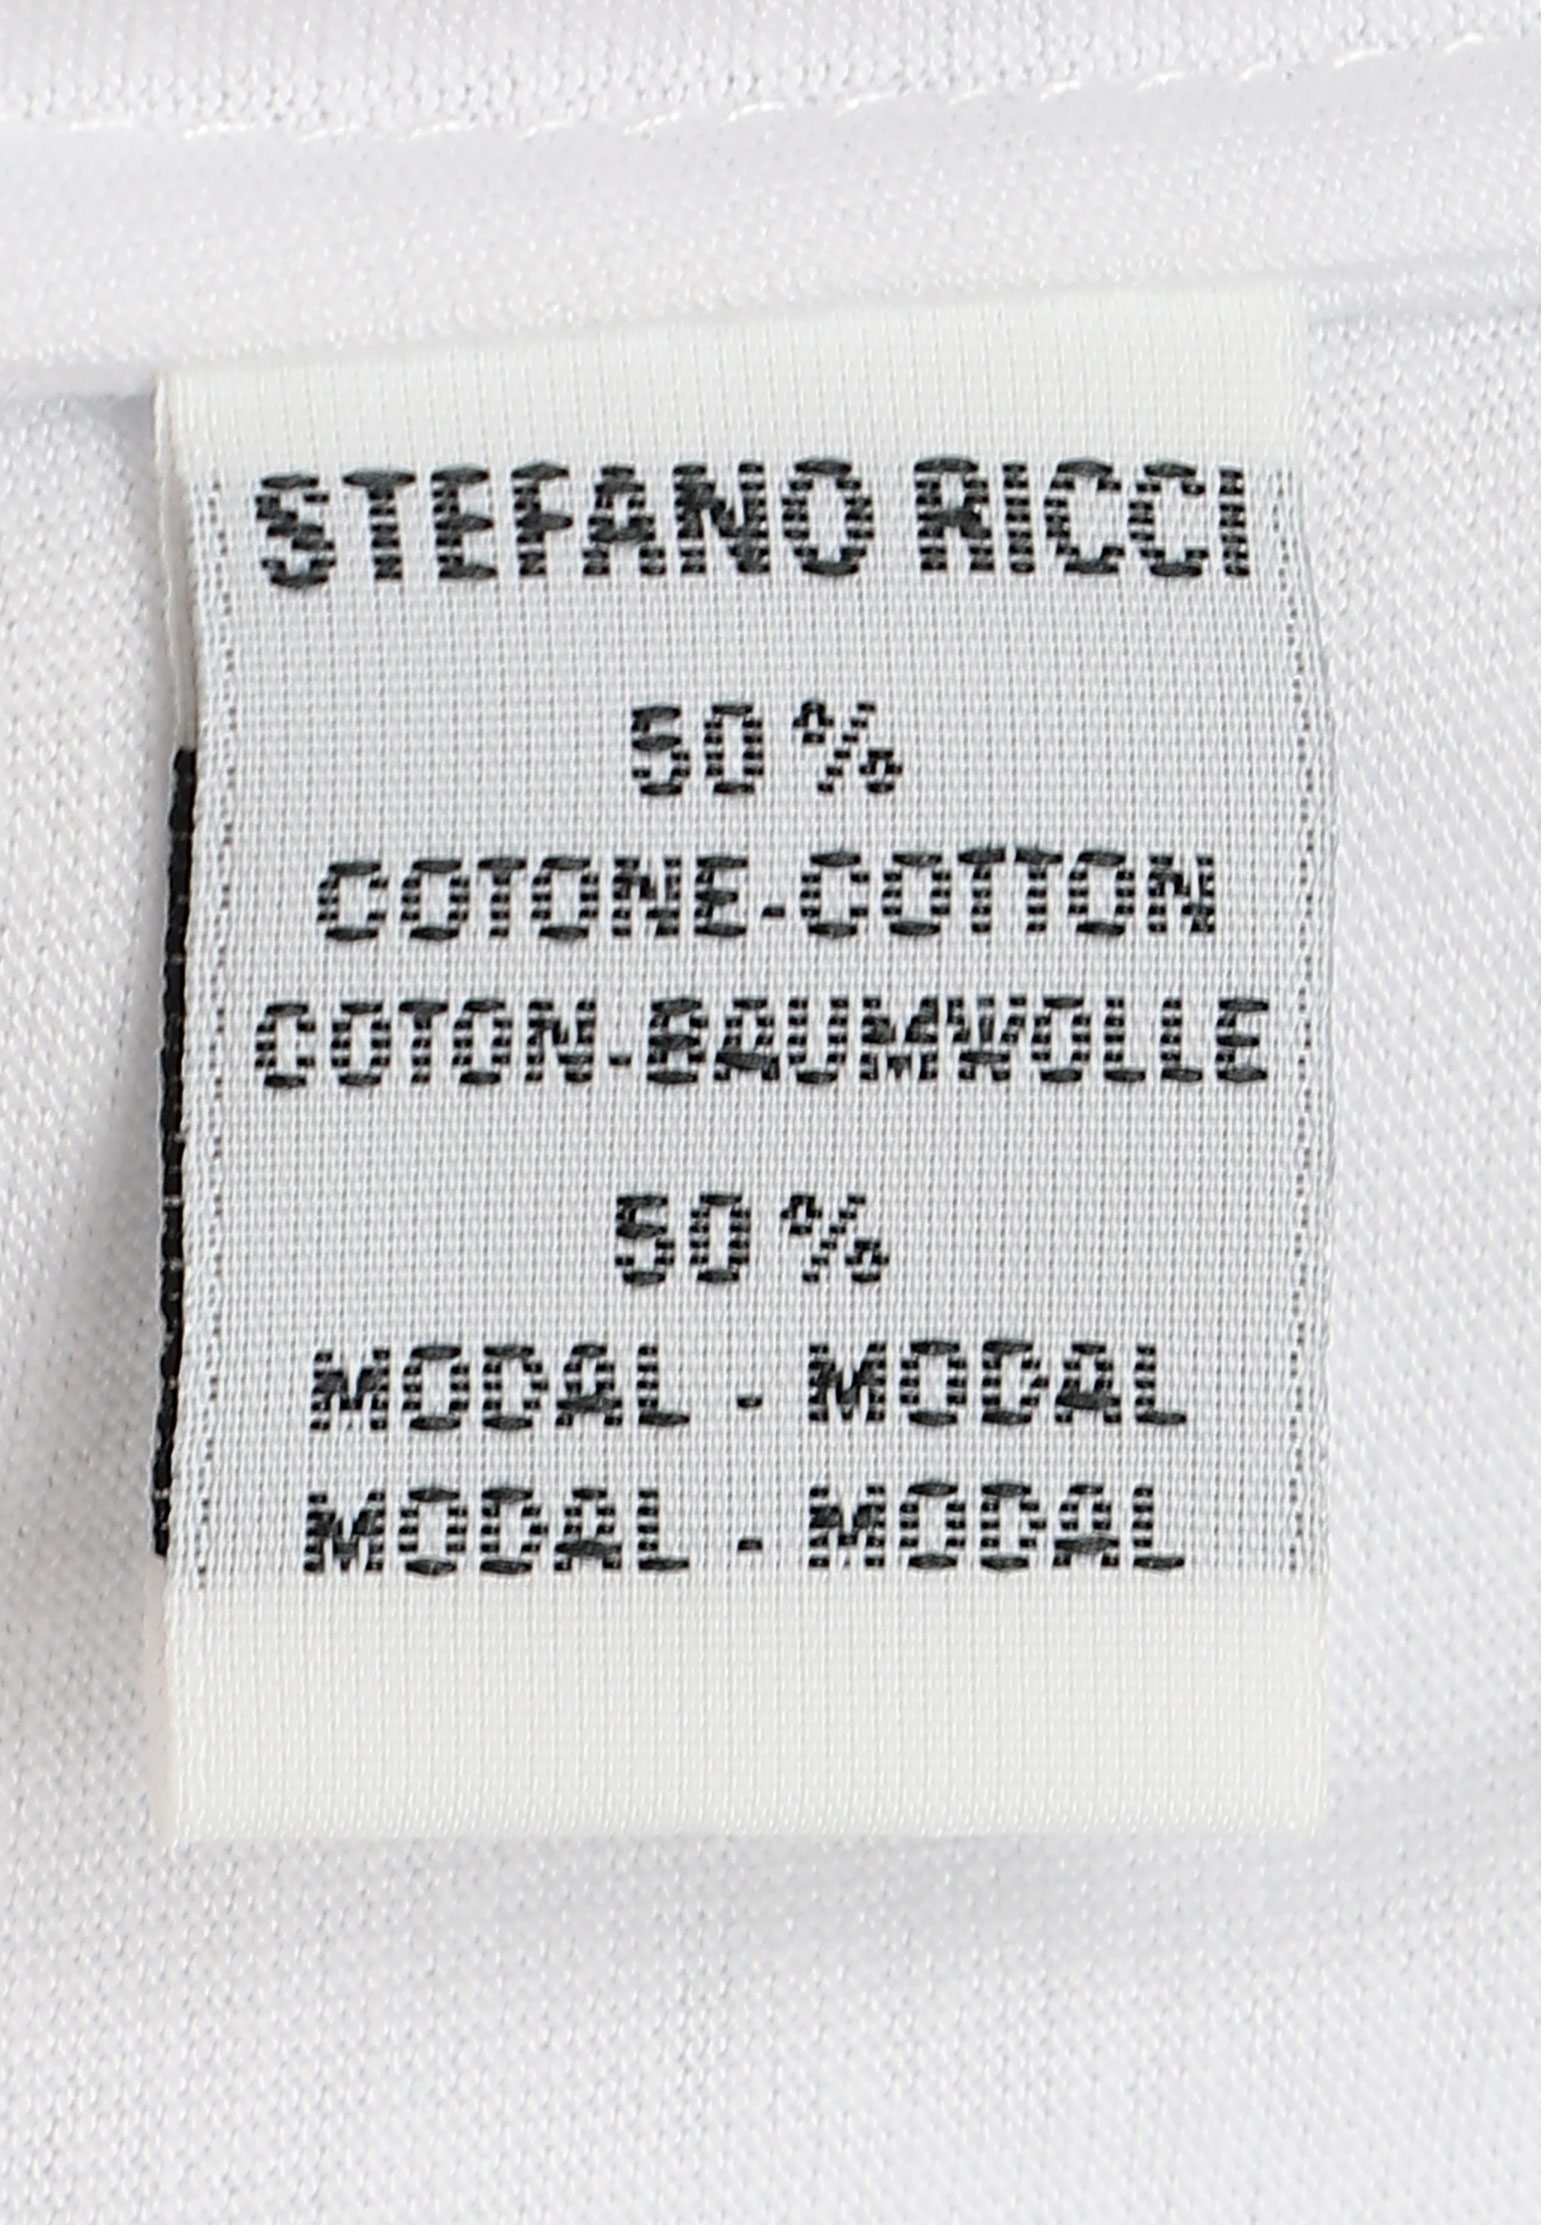 STEFANO RICCI
50%
COTONE-COTTON
COTON-BAUMWOLLE
50%
MODAL - MODAL
MODAL - MODAL